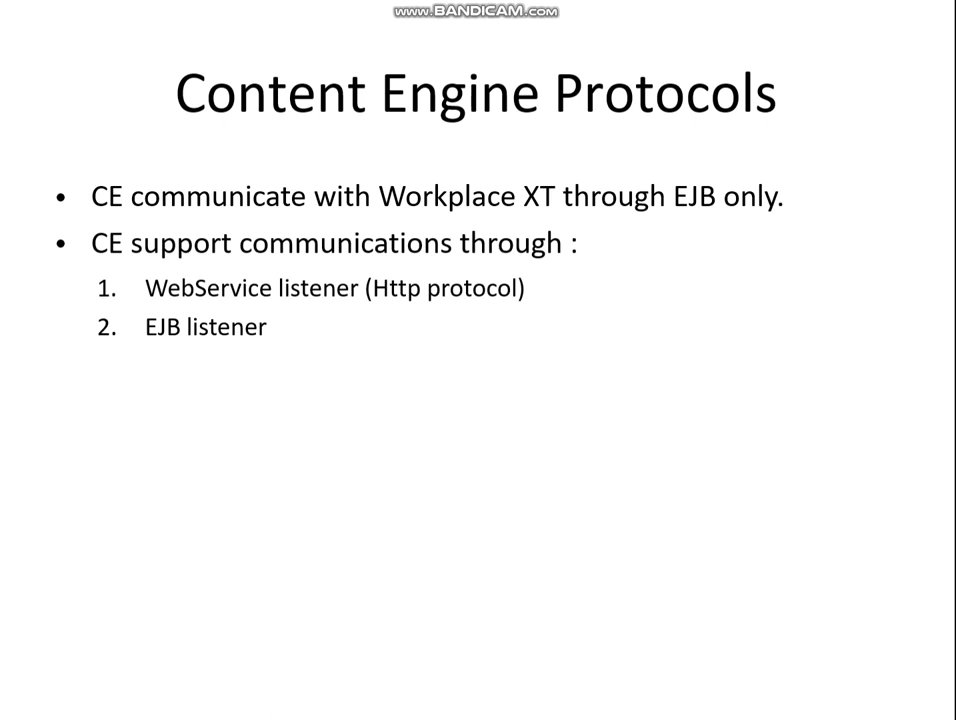 www.BANDICAM.com
Content Engine Protocols
• CE communicate with Workplace XT through EJB only.
• CE support communications through :
1. WebService listener (Http protocol)
2. EJB listener